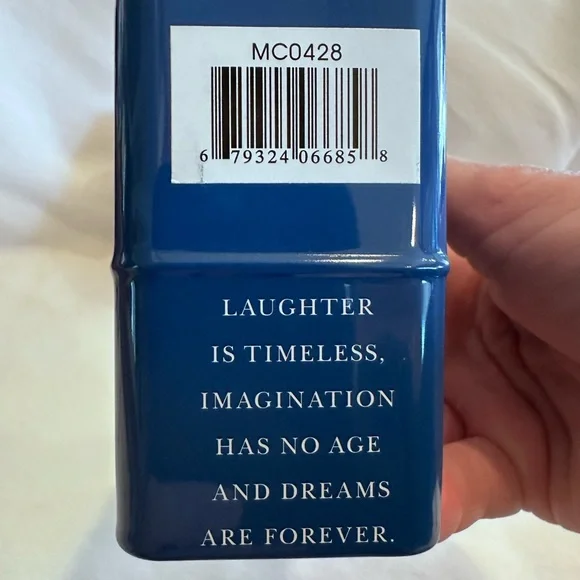 MC0428
6 79324 06685 8
LAUGHTER
IS TIMELESS,
IMAGINATION
HAS NO AGE
AND DREAMS
ARE FOREVER.